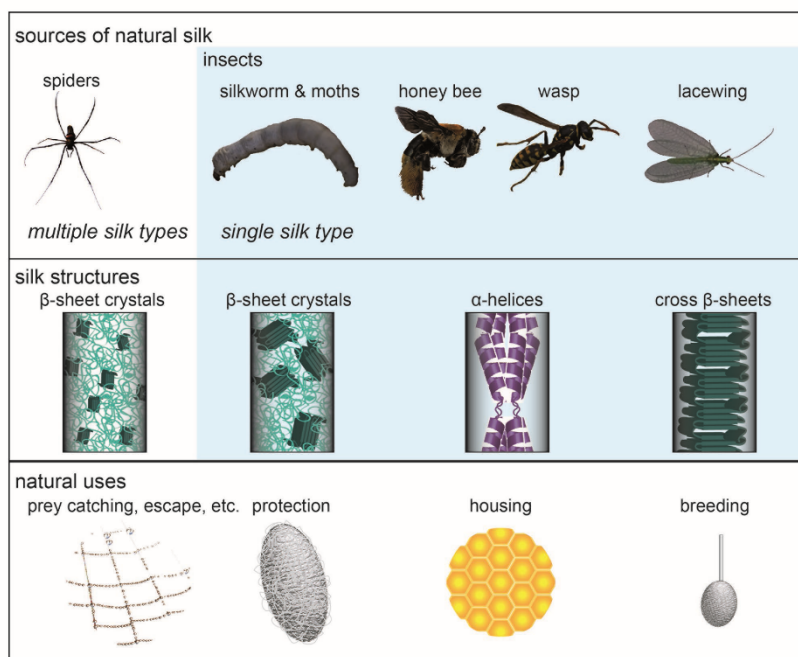 sources of natural silk
insects
spiders
silkworm & moths
honey bee
wasp
lacewing
multiple silk types
single silk type
silk structures
β-sheet crystals
β-sheet crystals
α-helices
cross β-sheets
natural uses
prey catching, escape, etc.
protection
housing
breeding